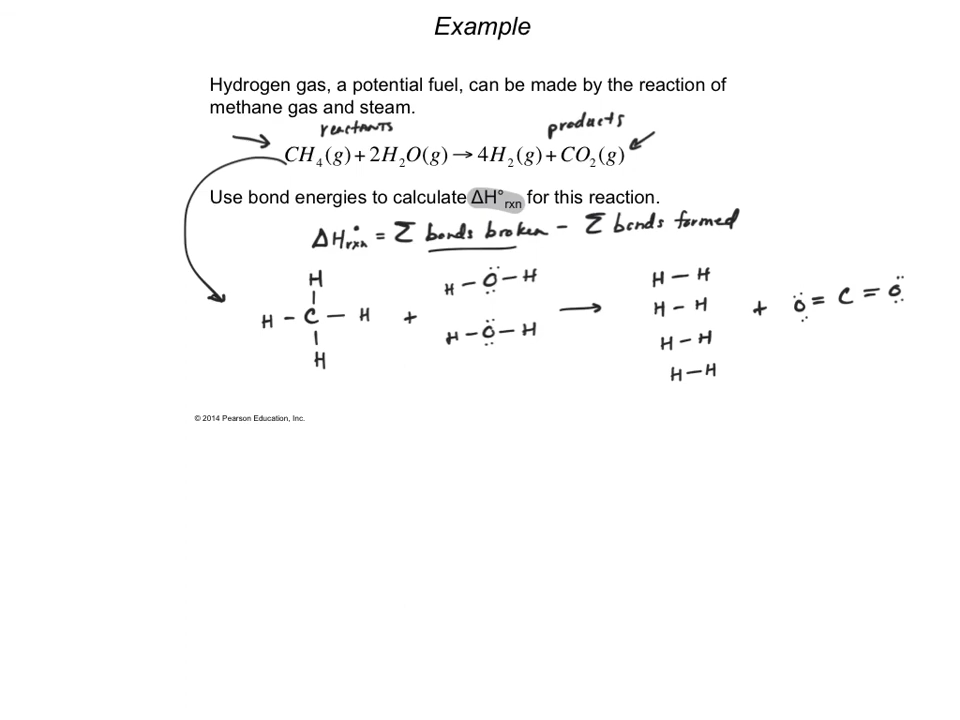 Example
Hydrogen gas, a potential fuel, can be made by the reaction of
methane gas and steam.
reactants products
CH₄(g)+2H₂O(g)→4H₂(g)+CO₂(g)
Use bond energies to calculate ΔH°rxn for this reaction.
ΔH°rxn = Σ bonds broken - Σ bonds formed
H H-Ö-H H-H
H-C-H + → H-H + Ö=C=Ö
H-Ö-H H-H
H H-H
© 2014 Pearson Education, Inc.